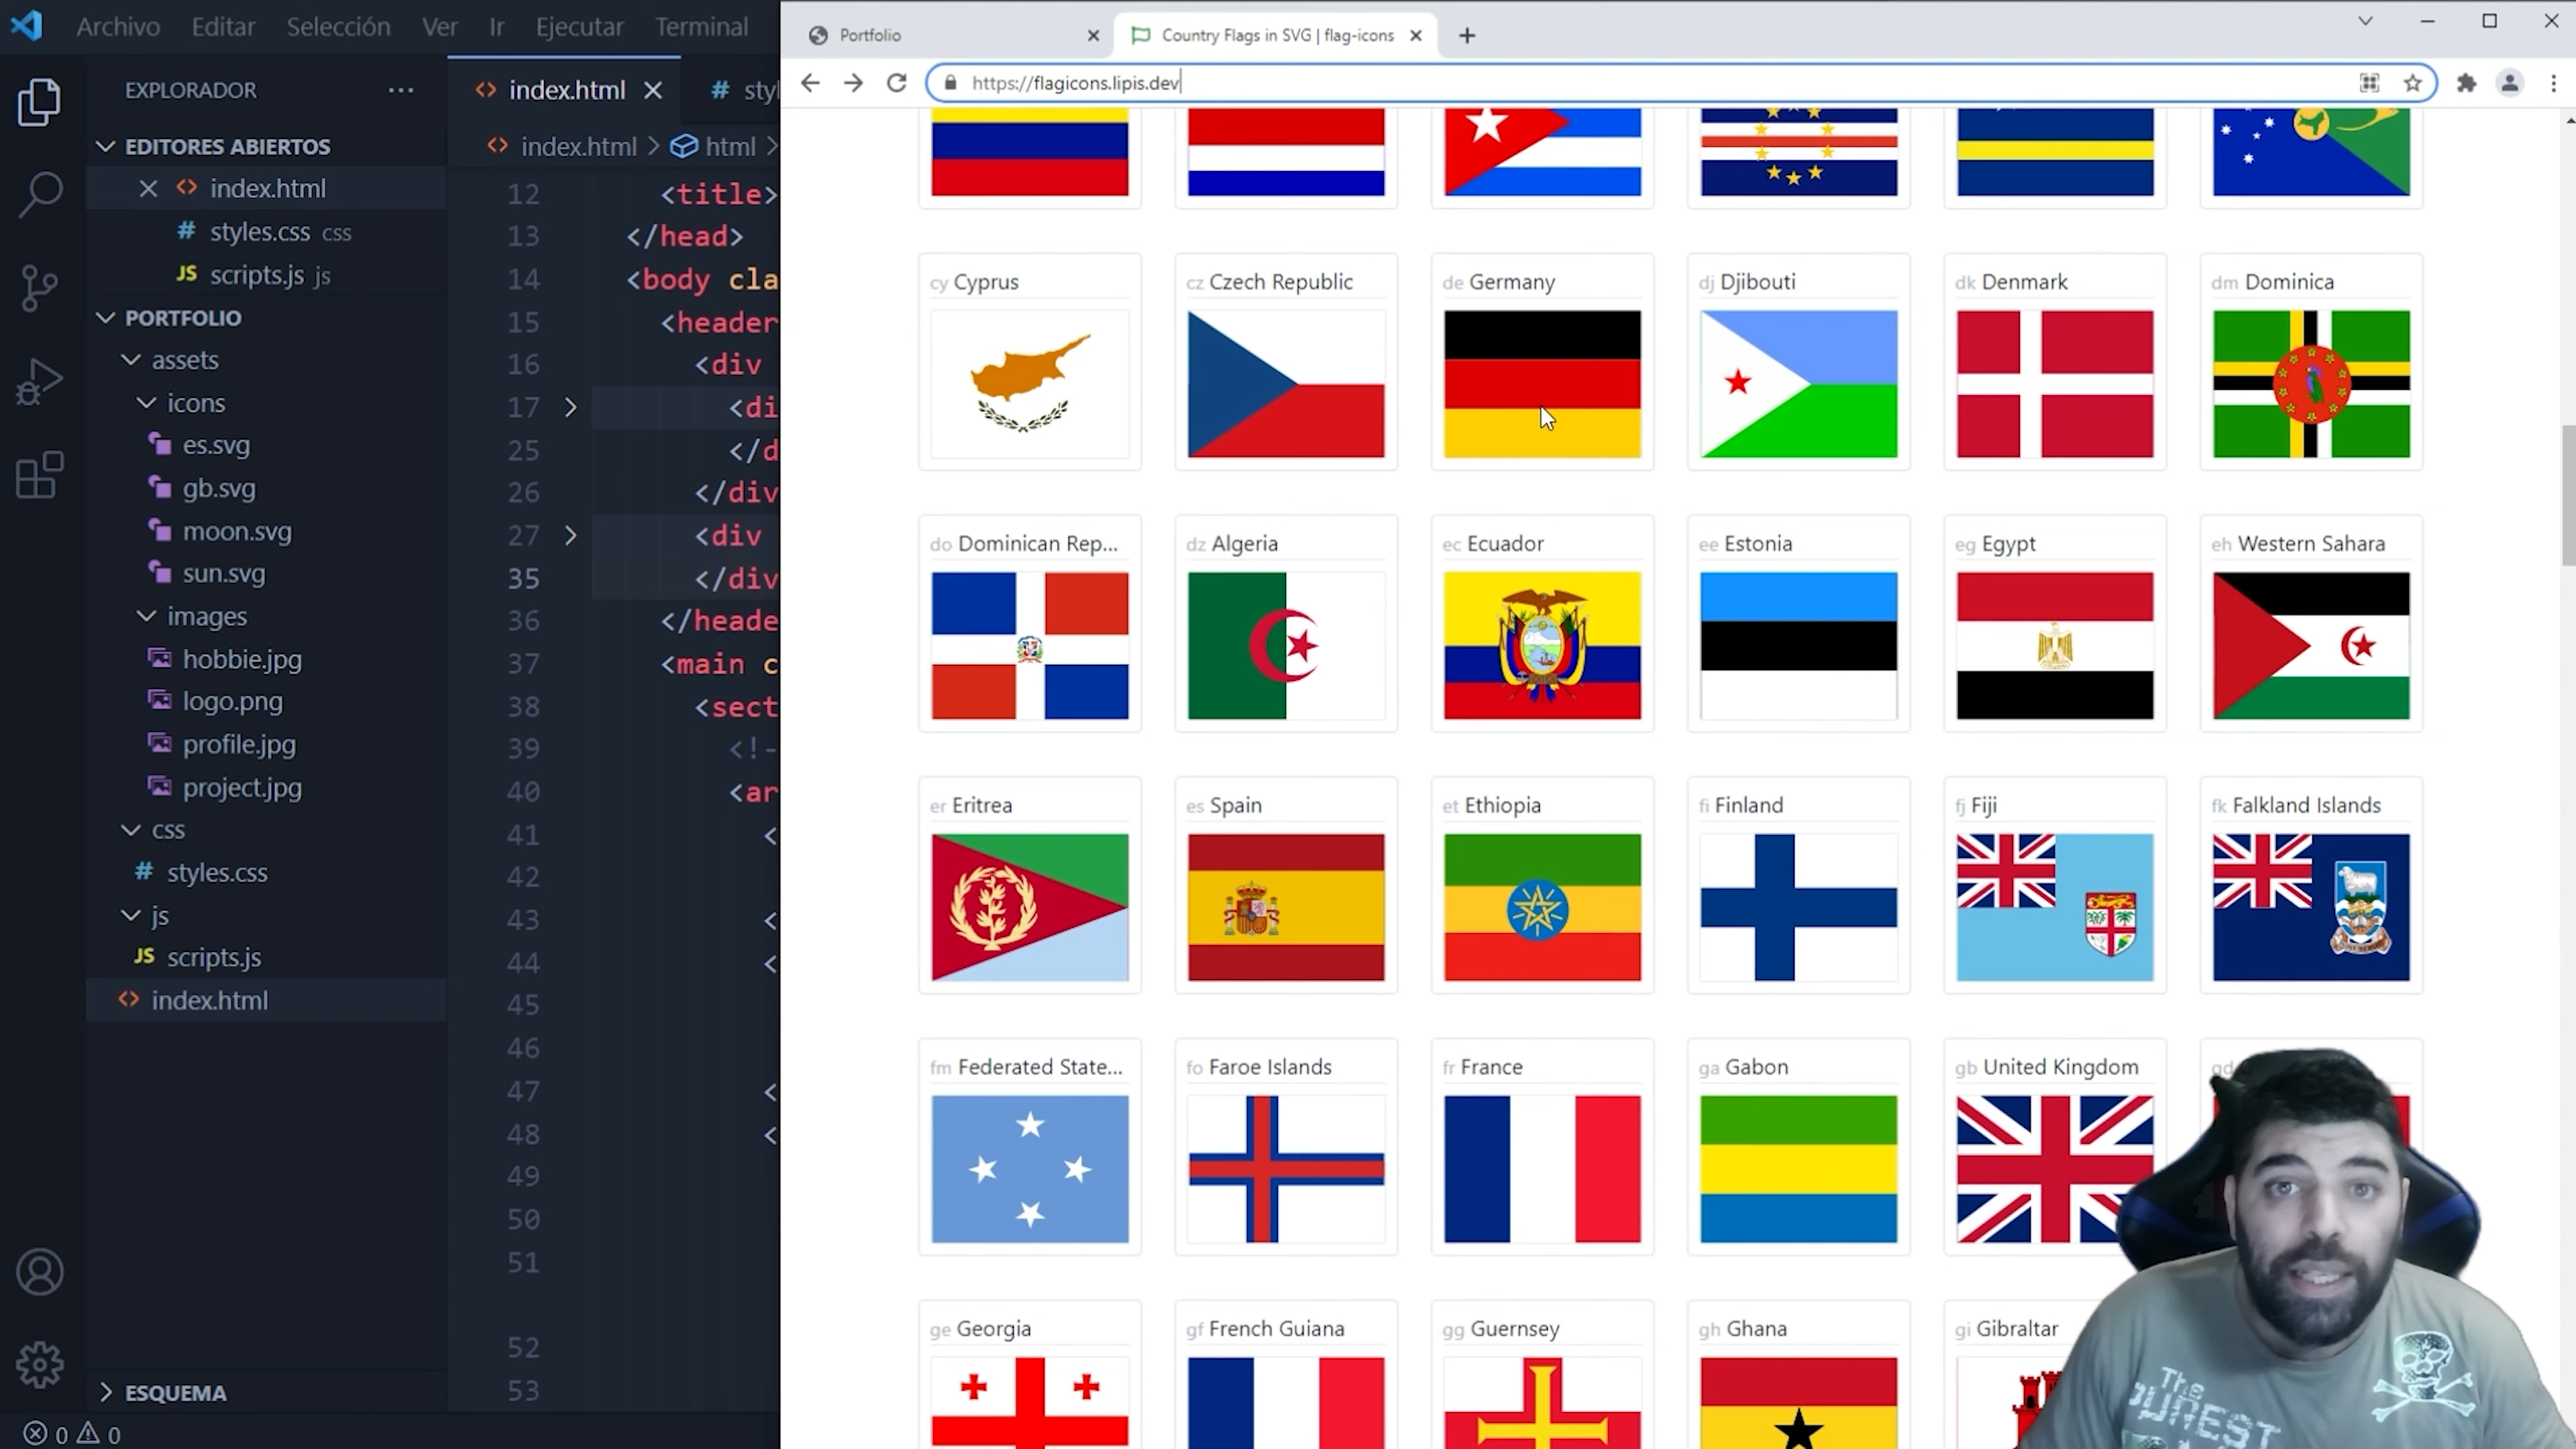 Archivo Editar Selección Ver Ir Ejecutar Terminal
EXPLORADOR ...
EDITORES ABIERTOS
index.html
styles.css css
JS scripts.js js
PORTFOLIO
assets
icons
es.svg
gb.svg
moon.svg
sun.svg
images
hobbie.jpg
logo.png
profile.jpg
project.jpg
css
# styles.css
js
JS scripts.js
index.html
ESQUEMA
0 0
index.html
# sty
index.html > html >
12 <title>
13 </head>
14 <body cla
15 <header
16 <div
17 <di
25 </d
26 </div
27 <div
35 </div
36 </heade
37 <main c
38 <sect
39 <!-
40 <ar
41 <
42
43 <
44 <
45
46
47 <
48 <
49
50
51
52
53
Portfolio
Country Flags in SVG | flag-icons
https://flagicons.lipis.dev
cy Cyprus
cz Czech Republic
de Germany
dj Djibouti
dk Denmark
dm Dominica
do Dominican Rep...
dz Algeria
ec Ecuador
ee Estonia
eg Egypt
eh Western Sahara
er Eritrea
es Spain
et Ethiopia
fi Finland
fj Fiji
fk Falkland Islands
fm Federated State...
fo Faroe Islands
fr France
ga Gabon
gb United Kingdom
gd
ge Georgia
gf French Guiana
gg Guernsey
gh Ghana
gi Gibraltar
The